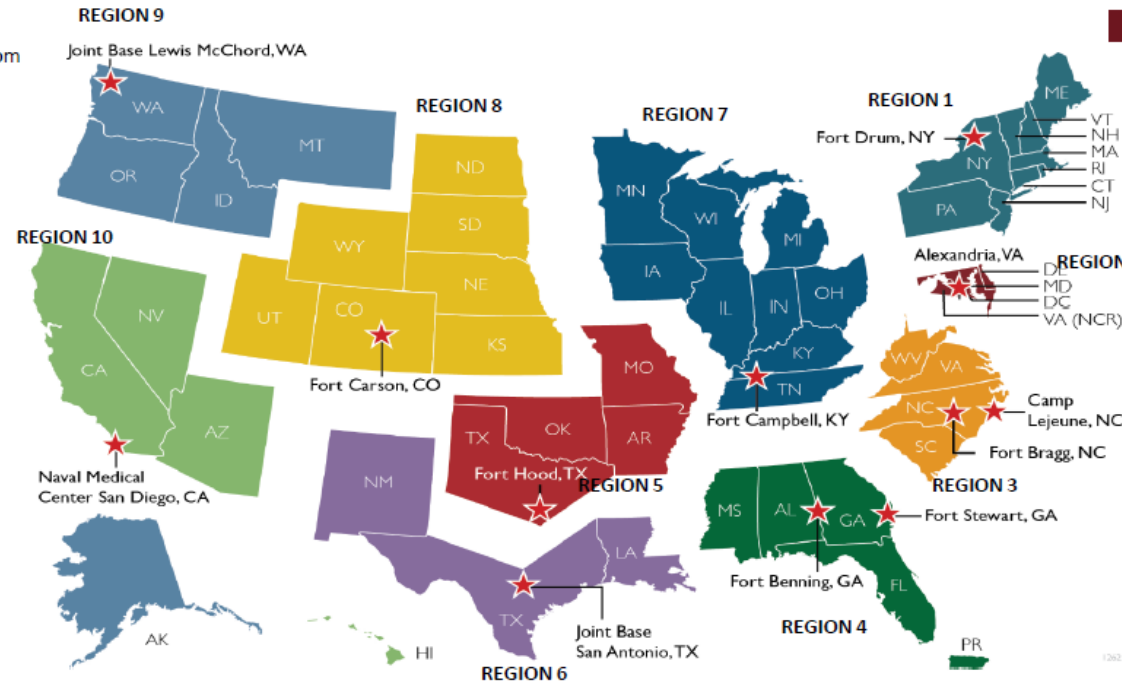 REGION 9
om
Joint Base Lewis McChord, WA
WA
MT
OR
ID
REGION 8
ND
SD
WY
NE
UT
CO
KS
Fort Carson, CO
REGION 7
MN
WI
MI
IA
IL
IN
OH
KY
TN
Fort Campbell, KY
REGION 1
ME
Fort Drum, NY
VT
NH
MA
RI
CT
NJ
NY
PA
Alexandria, VA
REGION
DE
MD
DC
VA (NCR)
REGION 10
NV
CA
AZ
Naval Medical
Center San Diego, CA
MO
TX
OK
AR
Fort Hood, TX
REGION 5
WV
VA
NC
SC
Camp
Lejeune, NC
Fort Bragg, NC
REGION 3
NM
LA
TX
Joint Base
San Antonio, TX
REGION 6
MS
AL
GA
Fort Stewart, GA
Fort Benning, GA
FL
REGION 4
PR
AK
HI